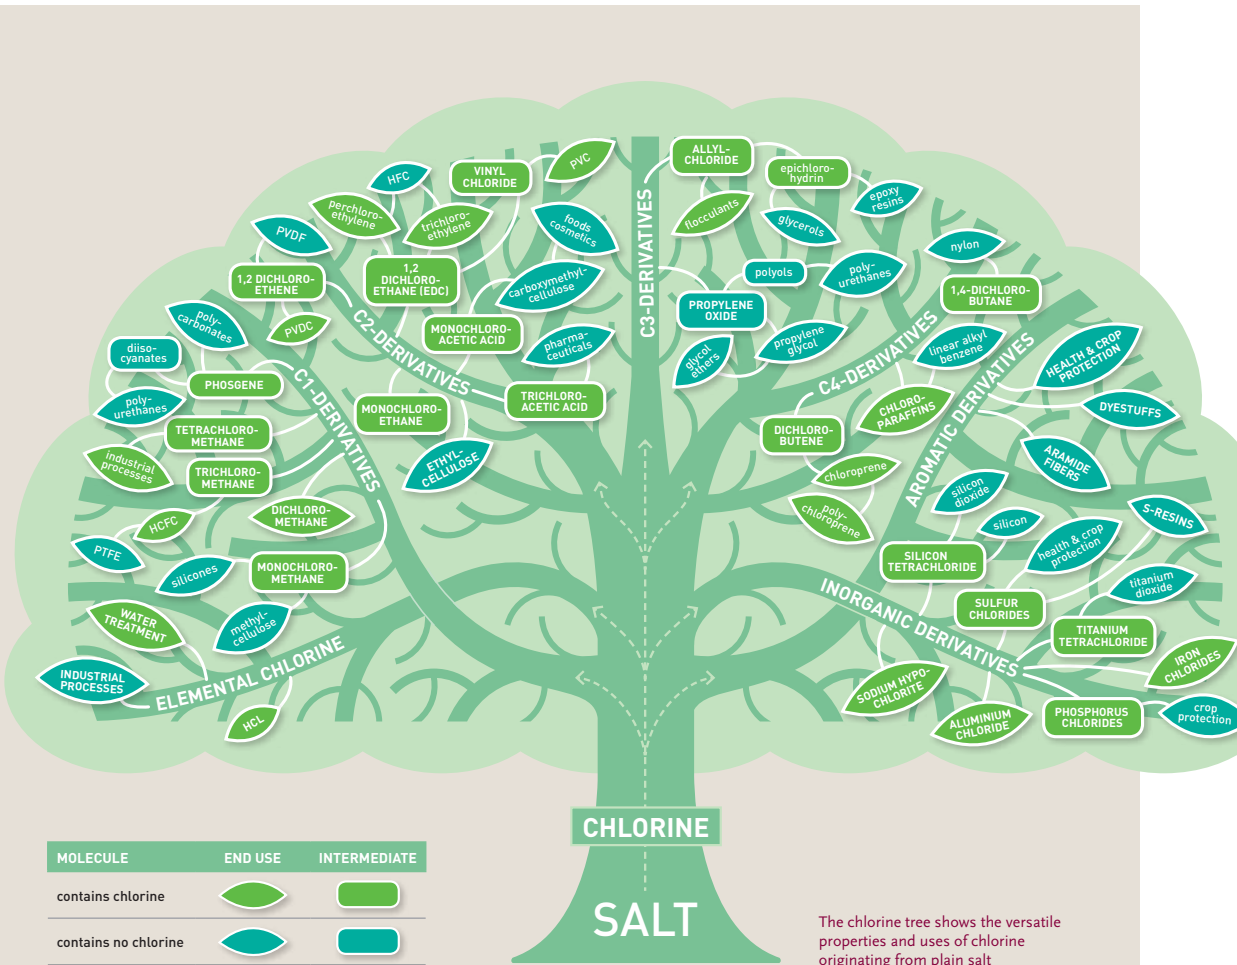 HFC
VINYL
CHLORIDE
PVC
perchloro-
ethylene
trichloro-
ethylene
foods
cosmetics
PVDF
1,2 DICHLORO-
ETHENE
1,2
DICHLORO-
ETHANE (EDC)
carboxymethyl-
cellulose
PVDC
C2-DERIVATIVES
MONOCHLORO-
ACETIC ACID
pharma-
ceuticals
TRICHLORO-
ACETIC ACID
MONOCHLORO-
ETHANE
ETHYL-
CELLULOSE
poly-
carbonates
diiso-
cyanates
PHOSGENE
poly-
urethanes
C1-DERIVATIVES
TETRACHLORO-
METHANE
industrial
processes
TRICHLORO-
METHANE
HCFC
DICHLORO-
METHANE
PTFE
silicones
MONOCHLORO-
METHANE
methyl-
cellulose
WATER
TREATMENT
INDUSTRIAL
PROCESSES
ELEMENTAL CHLORINE
HCL
C3-DERIVATIVES
ALLYL-
CHLORIDE
epichloro-
hydrin
flocculants
glycerols
epoxy
resins
polyols
poly-
urethanes
PROPYLENE
OXIDE
glycol
ethers
propylene
glycol
nylon
1,4-DICHLORO-
BUTANE
C4-DERIVATIVES
linear alkyl
benzene
CHLORO-
PARAFFINS
DICHLORO-
BUTENE
chloroprene
poly-
chloroprene
AROMATIC DERIVATIVES
HEALTH & CROP
PROTECTION
DYESTUFFS
ARAMIDE
FIBERS
silicon
dioxide
silicon
SILICON
TETRACHLORIDE
health & crop
protection
S-RESINS
SULFUR
CHLORIDES
titanium
dioxide
TITANIUM
TETRACHLORIDE
INORGANIC DERIVATIVES
IRON
CHLORIDES
SODIUM HYPO-
CHLORITE
ALUMINIUM
CHLORIDE
PHOSPHORUS
CHLORIDES
crop
protection
CHLORINE
SALT
MOLECULE END USE INTERMEDIATE
contains chlorine
contains no chlorine
The chlorine tree shows the versatile
properties and uses of chlorine
originating from plain salt